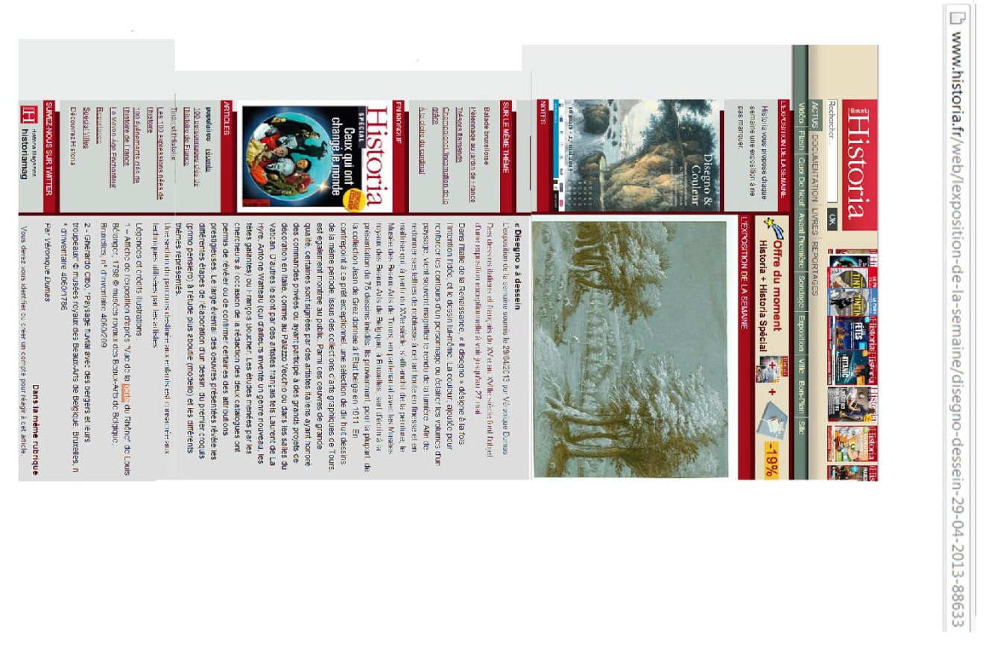 www.historia.fr/web/lexposition-de-la-semaine/disegno-dessein-29-04-2013-88633
Historia
Rechercher...
OK
ACTUS DOCUMENTATION LIVRES REPORTAGES
Vidéo Flash Quoi De Neuf Avant Première Sondage Exposition Ville Bon-Plan Site
L'EXPOSITION DE LA SEMAINE
Historia vous propose chaque
semaine une exposition à ne
pas manquer.
Disegno &
Couleur
16 mars - 27 mai 2013
NOTES
SUR LE MÊME THÈME
Balade bruxelloise
Trésors flamands
À la gloire du cardinal
EN KIOSQUE
Historia
SPÉCIAL
Ceux qui ont
changé le monde
ARTICLES
populaires récents
100 personnages clés de
l'histoire de France
Les 100 expressions nées de
l'histoire
100 événements clés de
l'histoire de France
Le Moyen-Age Enchanteur
Reportages
Spécial Villes
Découvrez Historia
SUIVEZ-NOUS SUR TWITTER
Historia Magazine
historiamag
Offre du moment
Historia + Historia Spécial
-19%
L'EXPOSITION DE LA SEMAINE
« Disegno » à dessein
L'exposition de la semaine soumis le 29/04/2013 par Véronique Dumas
Des dessins italiens et français du XVe au XVIIIe siècle font l'objet
d'une exposition exceptionnelle à voir jusqu'au 27 mai.
Dans l'Italie de la Renaissance, « Il disegno » désigne à la fois
l'intention, l'idée, et le dessin lui-même. La couleur, ajoutée pour
renforcer les contours d'un personnage ou éclairer les volumes d'un
paysage, vient souvent magnifier le rendu de la lumière. Afin de
redonner ses lettres de noblesse à cet art toute en finesse et en
maîtrise qui, à partir du XVIe siècle, s'affranchit de la peinture, le
Musée des Beaux-Arts de Tours, en partenariat avec les Musées
royaux des Beaux-Arts de Belgique, à Bruxelles, sert d'écrin à la
présentation de 75 dessins inédits. Ils proviennent, pour la plupart, de
la collection Jean de Grez donnée à l'Etat belge en 1911. En
contrepoint de ce prêt exceptionnel, une sélection de dix huit dessins
de la même période, issus des collections d'arts graphiques de Tours,
est également montrée au public. Parmi ces oeuvres de grande
qualité, certaines sont signées par des artistes italiens ayant honoré
des commandes privées ou ayant participé à des grands projets de
décoration en Italie, comme au Palazzo Vecchio ou dans les salles du
Vatican. D'autres sont par des artistes français tels Laurent de La
Hyre, Antoine Watteau (qui d'ailleurs invente un genre nouveau, les
fêtes galantes) ou François Boucher. Les études menées par les
chercheurs à l'occasion de la rédaction des deux catalogues ont
permis de révéler ou de confirmer certaines des attributions
prestigieuses. Le large éventail des oeuvres présentées révèle les
différentes étapes de l'élaboration d'un dessin, du premier croquis
(primo pensiero) à l'étude plus aboutie (modello) et les différents
thèmes représentés.
Une section du parcours destinée aux enfants est consacrée aux
techniques utilisées par les artistes.
Légendes et crédits Illustrations :
1 – Affiche de l'exposition d'après "Vue de la perte du Rhône" de Louis
Bélanger, 1798 © musées royaux des Beaux-Arts de Belgique,
Bruxelles, n° d'inventaire 4060/209.
2 - Gherardo Cibo, "Paysage fluvial avec des bergers et leurs
troupeaux" © musées royaux des Beaux-Arts de Belgique, Bruxelles, n
° d'inventaire 4060/1786
Par Véronique Dumas
Dans la même rubrique
Vous devez vous identifier ou créer un compte pour réagir à cet article.